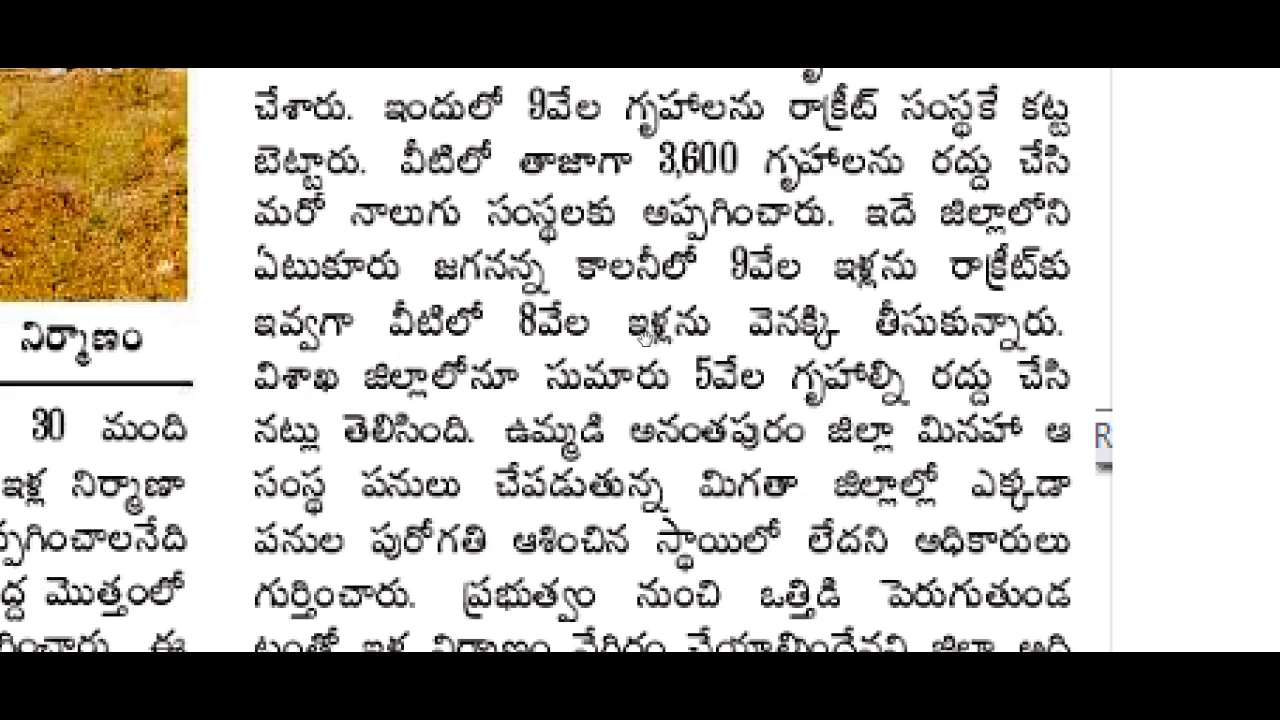 నిర్మాణం
30 మంది
ఇళ్ల నిర్మాణా
ప్పగించాలనేది
ద్ద మొత్తంలో
చేశారు. ఇందులో 9వేల గృహాలను రాక్రీట్ సంస్థకే కట్ట
బెట్టారు. వీటిలో తాజాగా 3,600 గృహాలను రద్దు చేసి
మరో నాలుగు సంస్థలకు అప్పగించారు. ఇదే జిల్లాలోని
ఏటుకూరు జగనన్న కాలనీలో 9వేల ఇళ్లను రాక్రీట్‌కు
ఇవ్వగా వీటిలో 8వేల ఇళ్లను వెనక్కి తీసుకున్నారు.
విశాఖ జిల్లాలోనూ సుమారు 5వేల గృహాల్ని రద్దు చేసి
నట్లు తెలిసింది. ఉమ్మడి అనంతపురం జిల్లా మినహా ఆ
సంస్థ పనులు చేపడుతున్న మిగతా జిల్లాల్లో ఎక్కడా
పనుల పురోగతి ఆశించిన స్థాయిలో లేదని అధికారులు
గుర్తించారు. ప్రభుత్వం నుంచి ఒత్తిడి పెరుగుతుండ
R